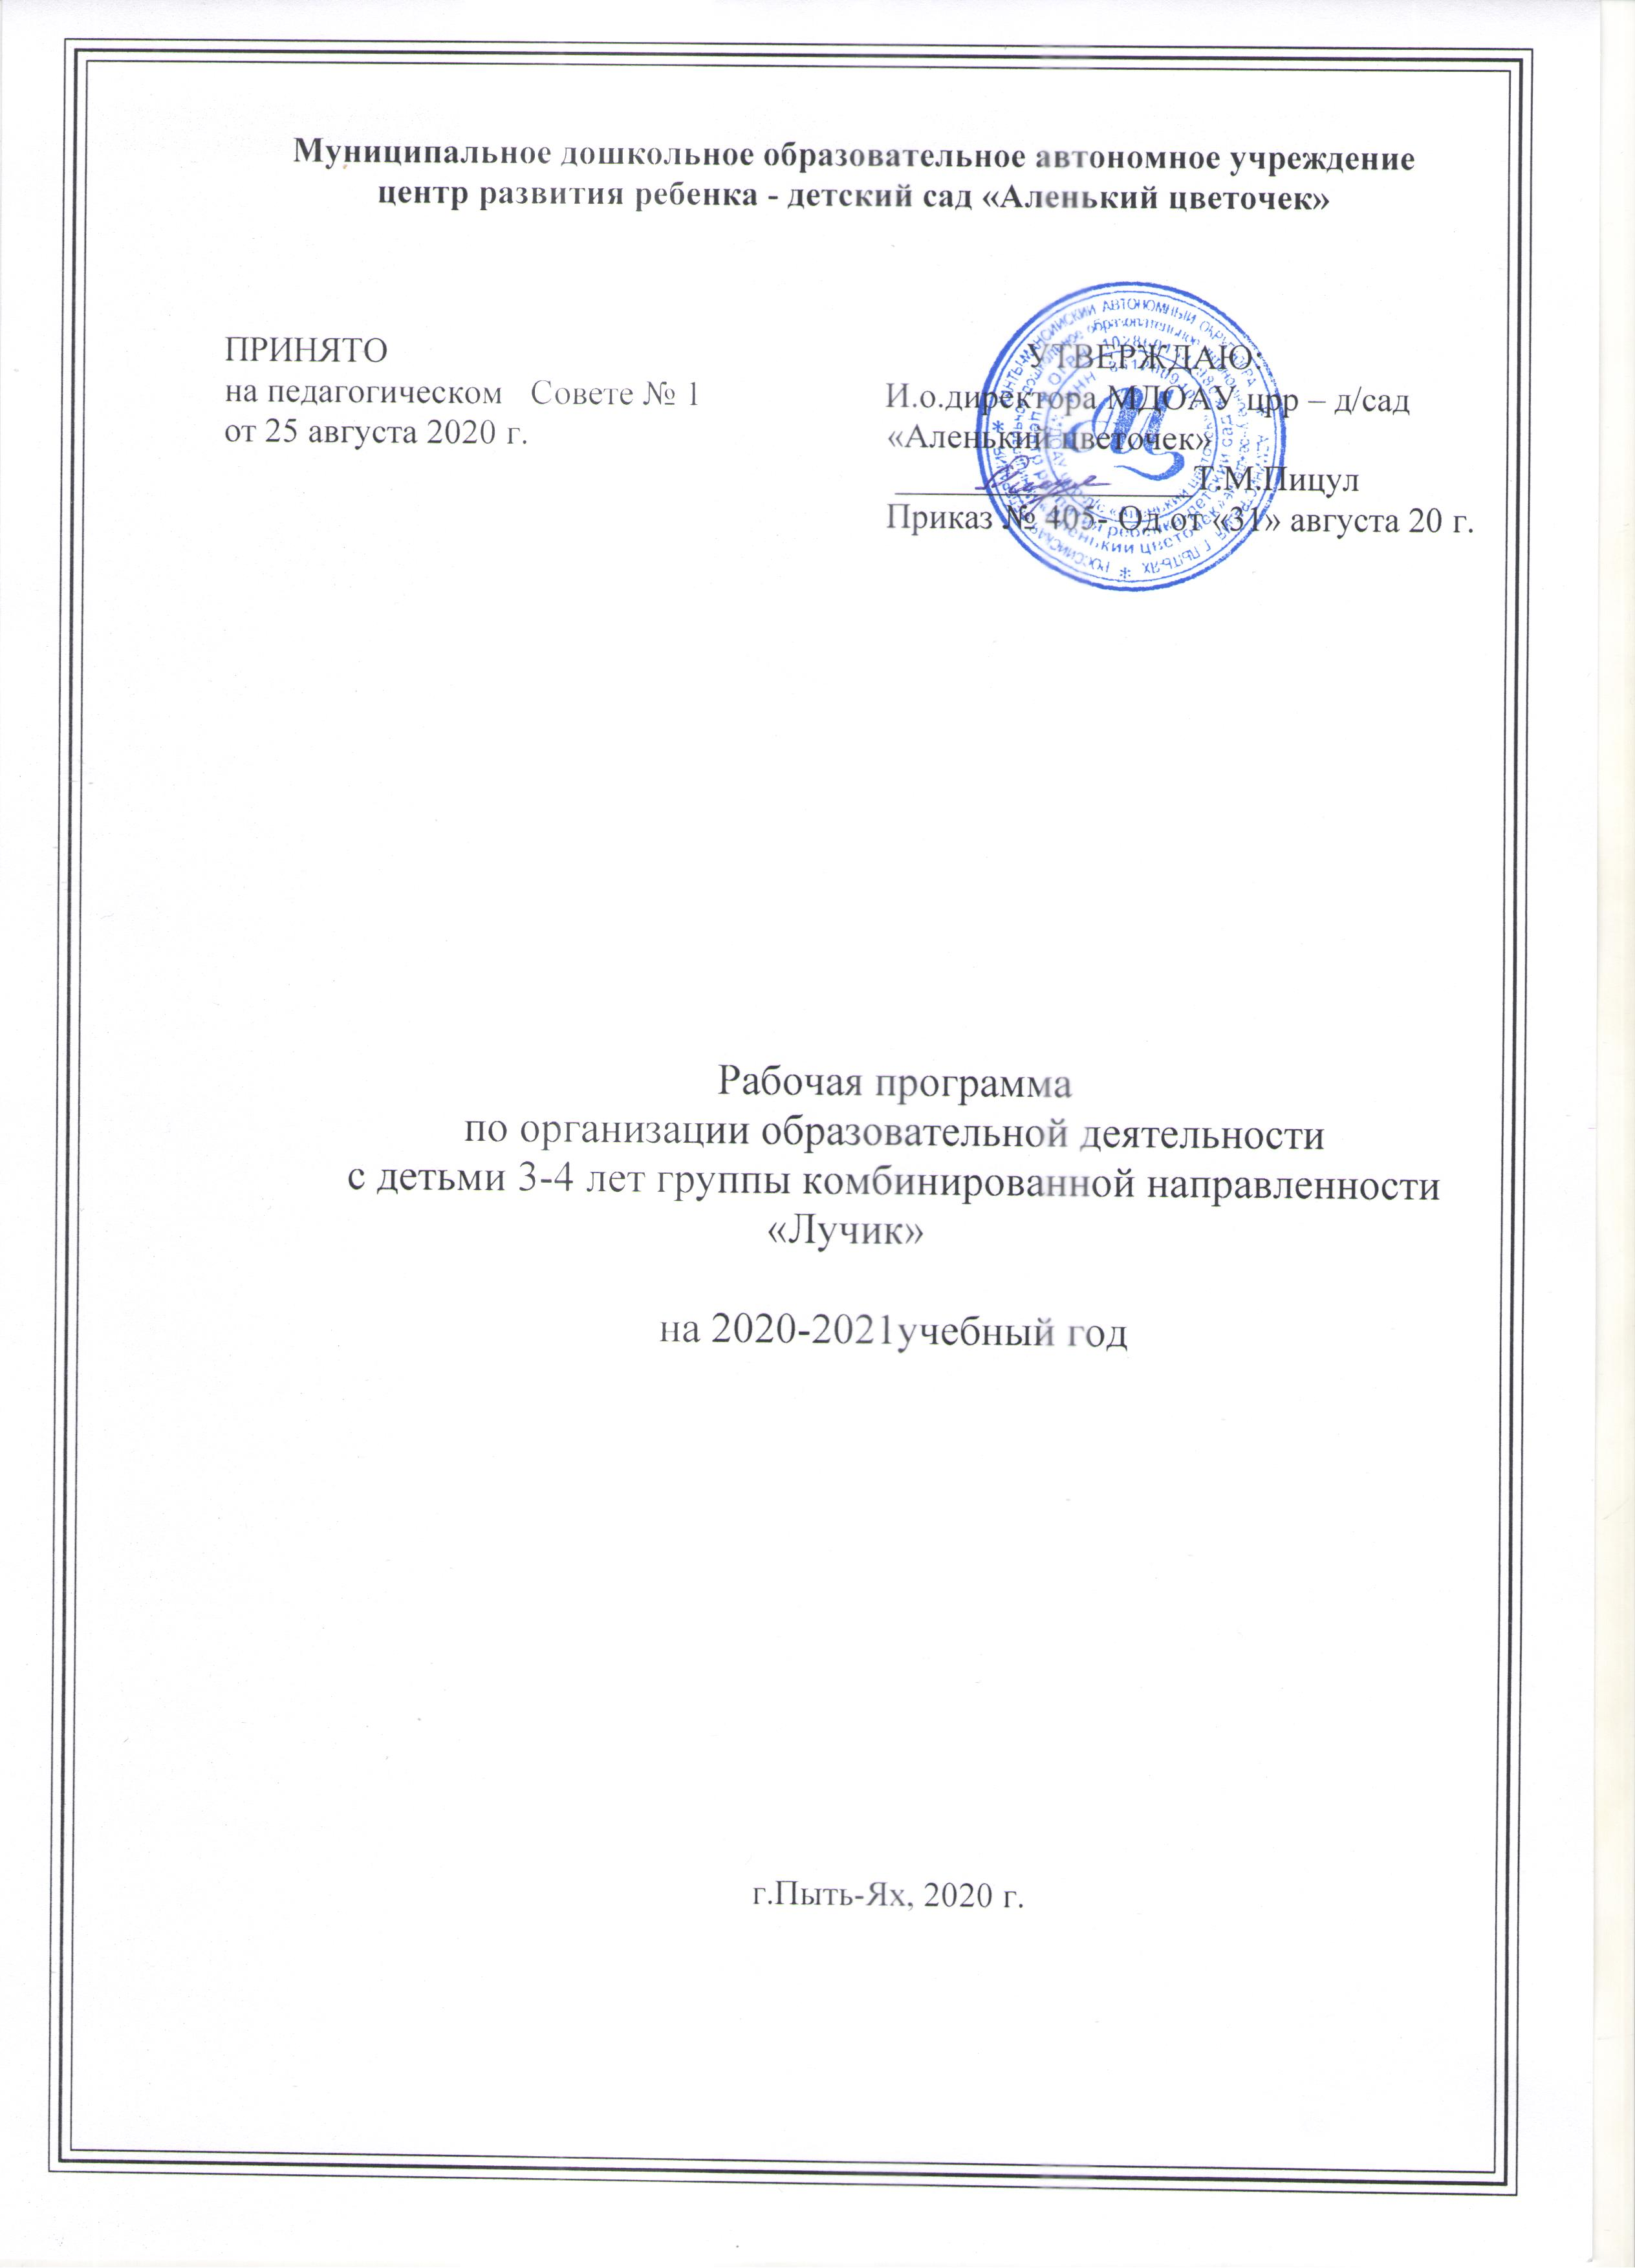 Муниципальное дошкольное образовательное автономное учреждение
центр развития ребенка - детский сад «Аленький цветочек»
ПРИНЯТО
на педагогическом Совете № 1
от 25 августа 2020 г.
УТВЕРЖДАЮ:
И.о.директора МДОАУ црр – д/сад
«Аленький цветочек»
Т.М.Пицул
Приказ № 405- Од от «31» августа 20 г.
Рабочая программа
по организации образовательной деятельности
с детьми 3-4 лет группы комбинированной направленности
«Лучик»
на 2020-2021учебный год
г.Пыть-Ях, 2020 г.